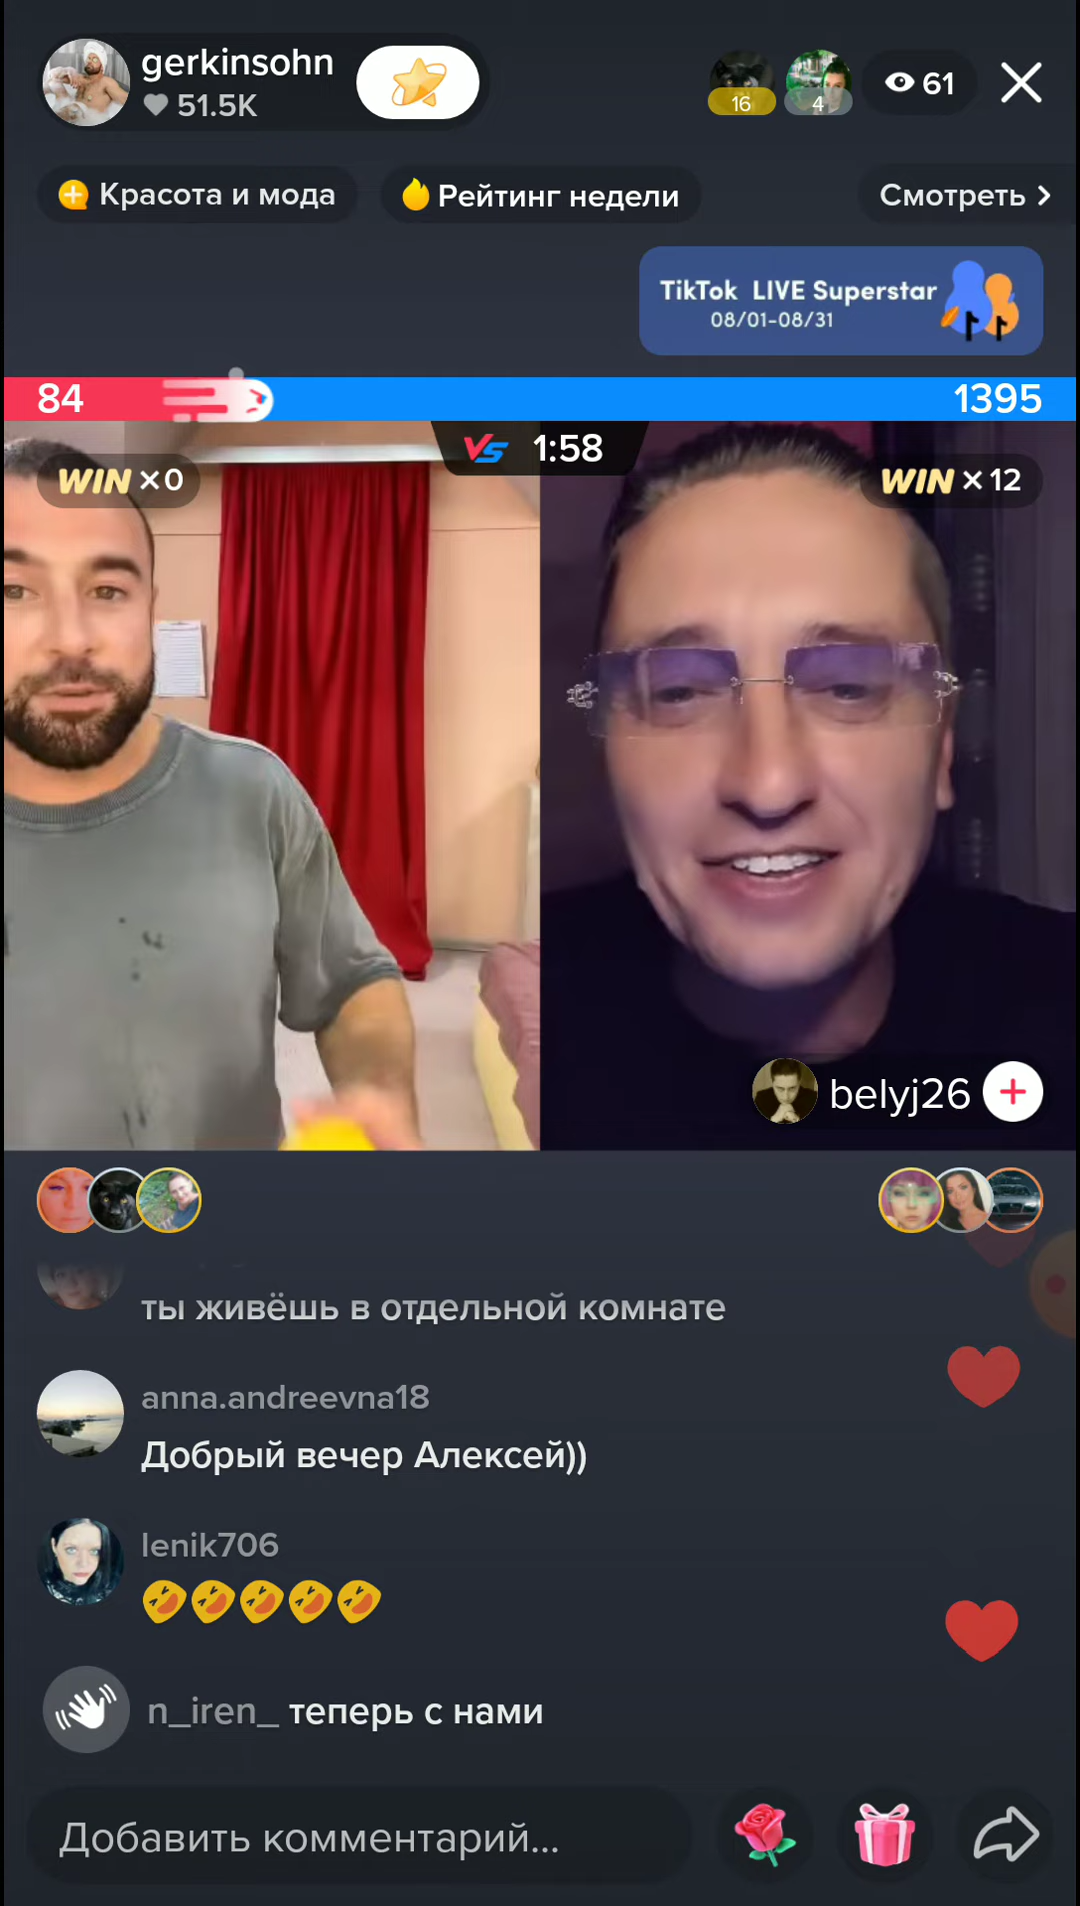 gerkinsohn
51.5K
16
4
61
Красота и мода
Рейтинг недели
Смотреть
TikTok LIVE Superstar
08/01-08/31
84
1395
VS 1:58
WIN ×0
WIN ×12
belyj26
ты живёшь в отдельной комнате
anna.andreevna18
Добрый вечер Алексей))
lenik706
🤣🤣🤣🤣🤣
n_iren_ теперь с нами
Добавить комментарий...